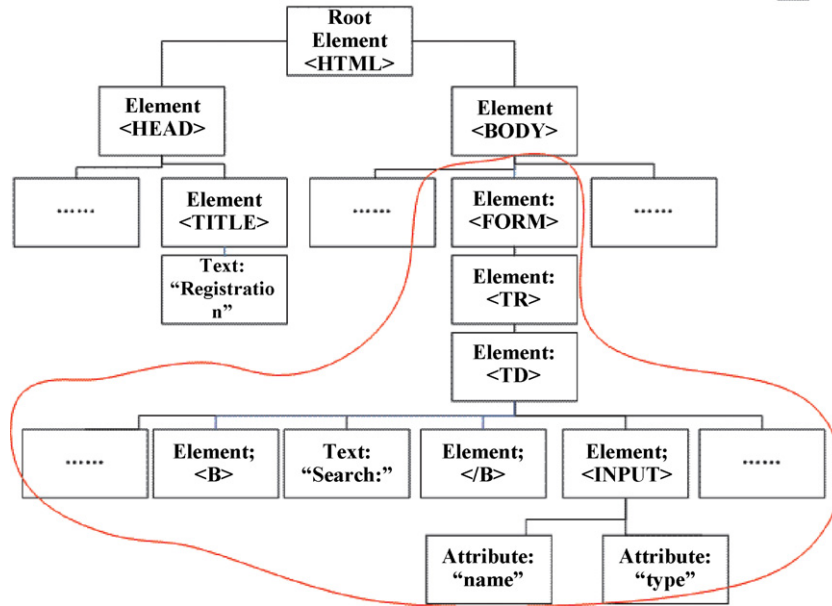 Root
Element
<HTML>
Element
<HEAD>
Element
<BODY>
......
Element
<TITLE>
......
Element:
<FORM>
......
Text:
“Registratio
n”
Element:
<TR>
Element:
<TD>
......
Element;
<B>
Text:
“Search:”
Element;
</B>
Element;
<INPUT>
......
Attribute:
“name”
Attribute:
“type”